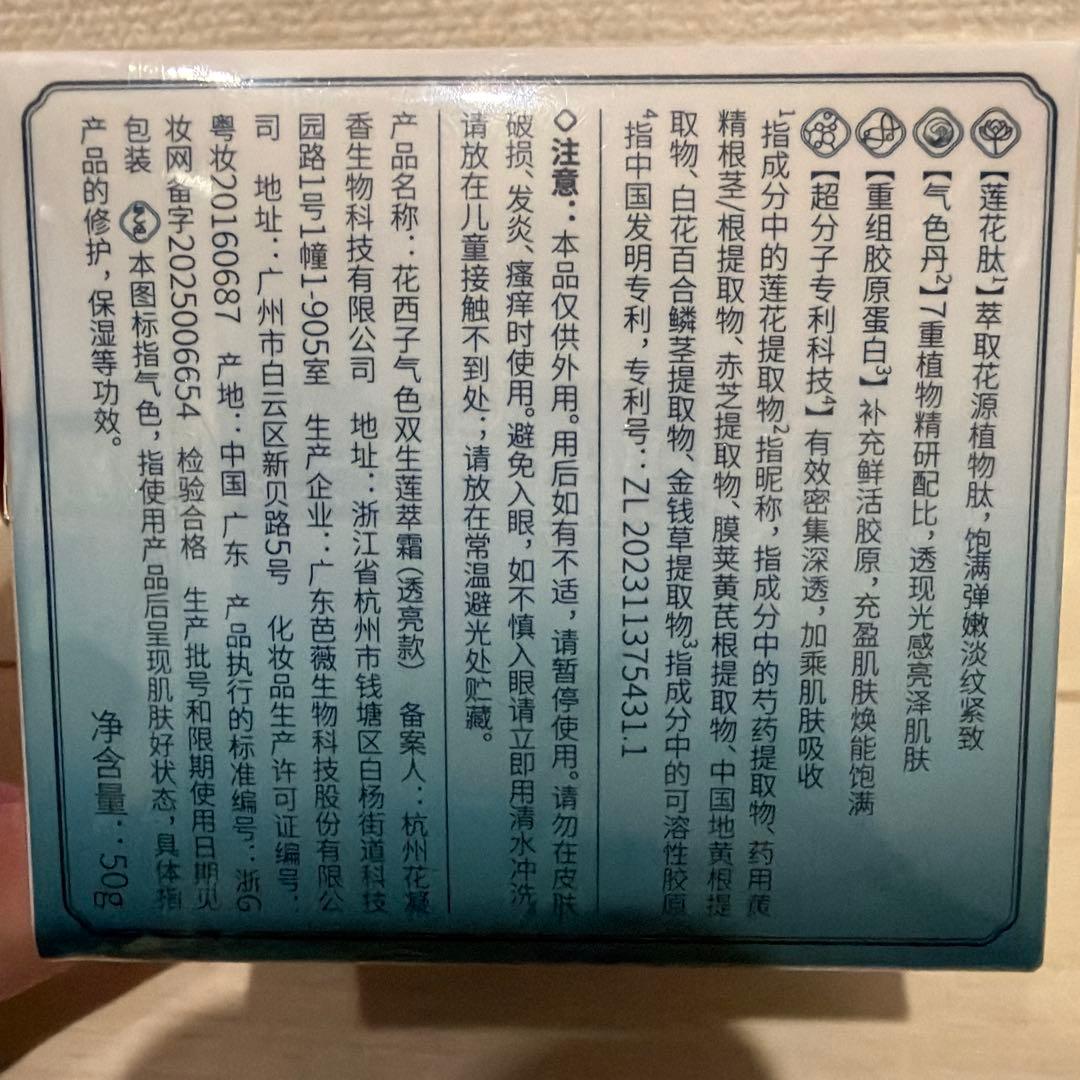 【莲花肽¹】萃取花源植物肽，饱满弹嫩淡纹紧致
【气色丹²】7重植物精研配比，透现光感亮泽肌肤
【重组胶原蛋白³】补充鲜活胶原，充盈肌肤焕能饱满
【超分子专利科技⁴】有效密集深透，加乘肌肤吸收
¹指成分中的莲花提取物²指昵称，指成分中的芍药提取物、药用蒺
精根茎/根提取物、赤芝提取物、膜荚黄芪根提取物、中国地黄根提
取物、白花百合鳞茎提取物、金钱草提取物³指成分中的可溶性胶原
⁴指中国发明专利，专利号：ZL 202311375431.1
◇注意：本品仅供外用。用后如有不适，请暂停使用。请勿在皮肤
破损、发炎、瘙痒时使用。避免入眼，如不慎入眼请立即用清水冲洗
请放在儿童接触不到处；请放在常温避光处贮藏。
产品名称：花西子气色双生莲萃霜（透亮款） 备案人：杭州花凝
香生物科技有限公司 地址：浙江省杭州市钱塘区白杨街道科技
园路1号1幢1-905室 生产企业：广东芭薇生物科技股份有限公
司 地址：广州市白云区新贝路5号 化妆品生产许可证编号：
粤妆20160687 产地：中国 广东 产品执行的标准编号：浙G
妆网备字2025006654 检验合格 生产批号和限期使用日期见
包装 本图标指气色，指使用产品后呈现肌肤好状态，具体指
产品的修护，保湿等功效。
净含量：50g